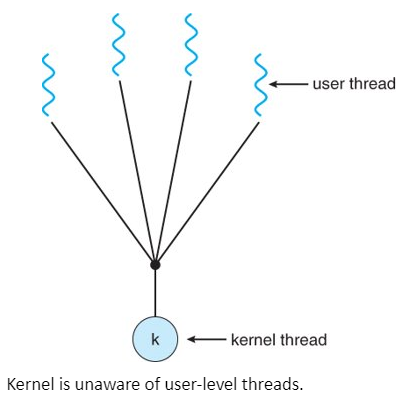 user thread
k
kernel thread
Kernel is unaware of user-level threads.